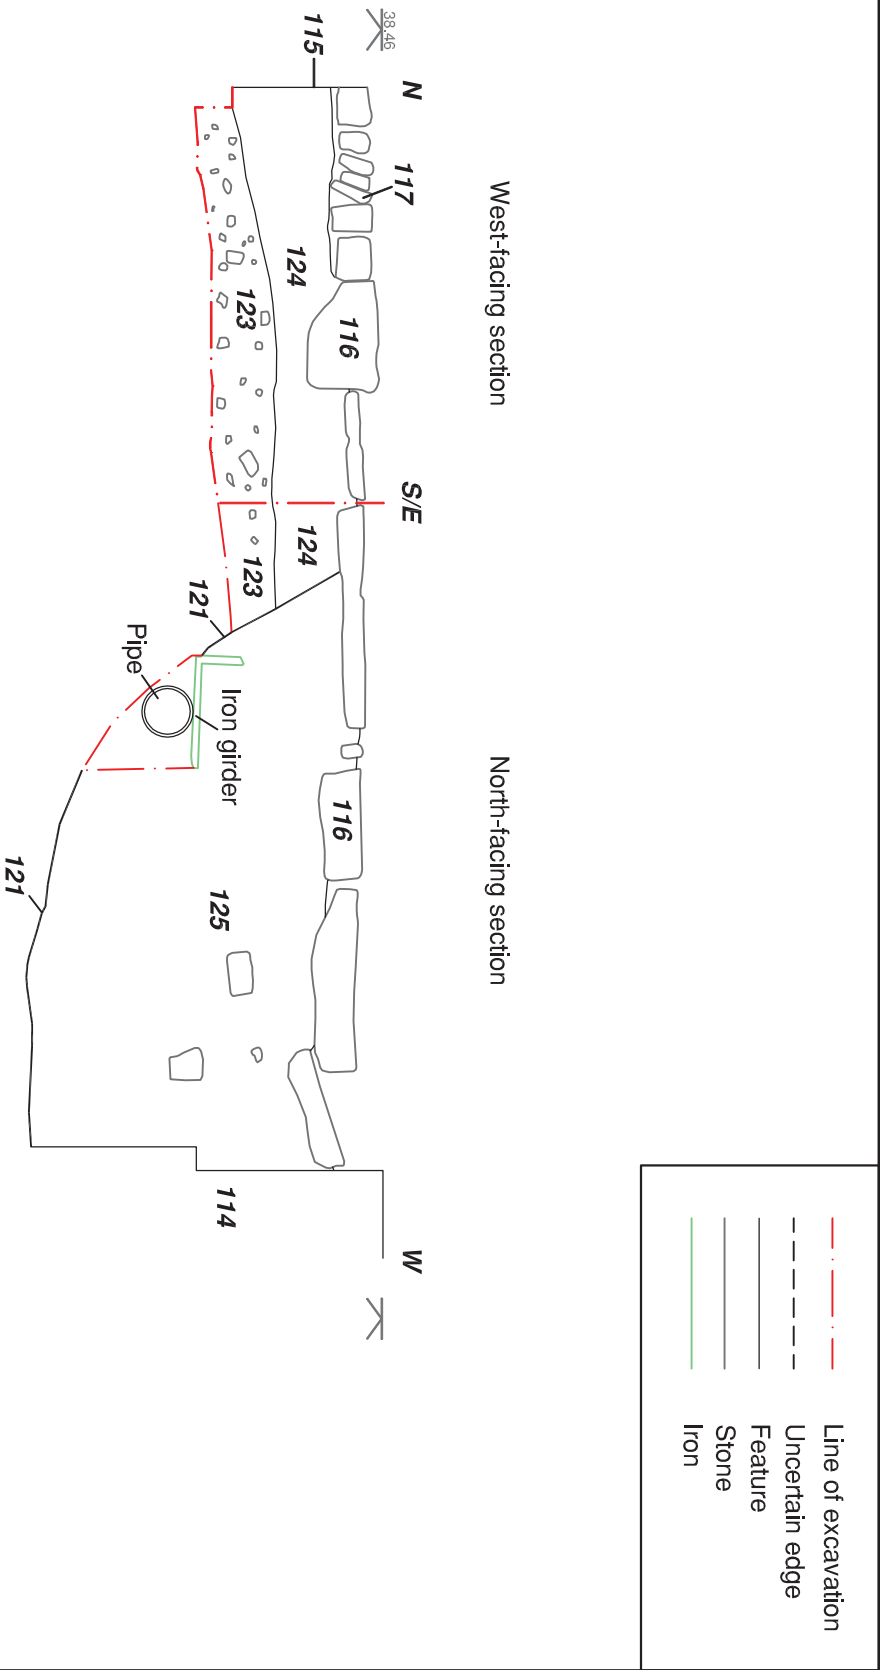 West-facing section
North-facing section
38.46
N
S/E
W
115
117
124
116
123
124
123
116
121
Pipe
Iron girder
125
121
114
Line of excavation
Uncertain edge
Feature
Stone
Iron